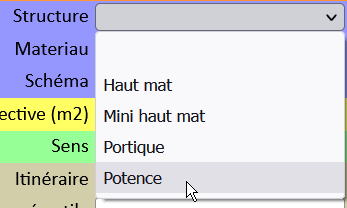 Structure
Materiau
Schéma
Haut mat
ective (m2)
Mini haut mat
Sens
Portique
Itinéraire
Potence